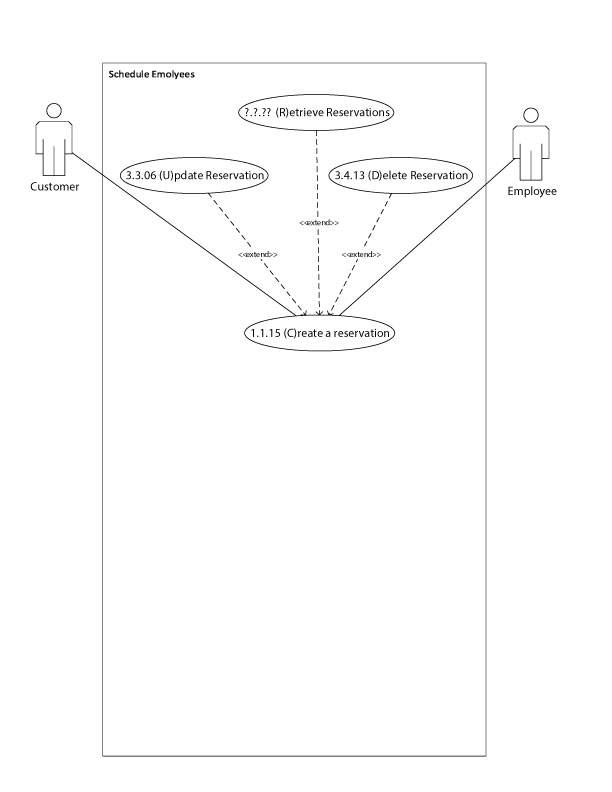 Schedule Emolyees
?.?.?? (R)etrieve Reservations
3.3.06 (U)pdate Reservation
3.4.13 (D)elete Reservation
Customer
Employee
<<extend>>
<<extend>>
<<extend>>
1.1.15 (C)reate a reservation